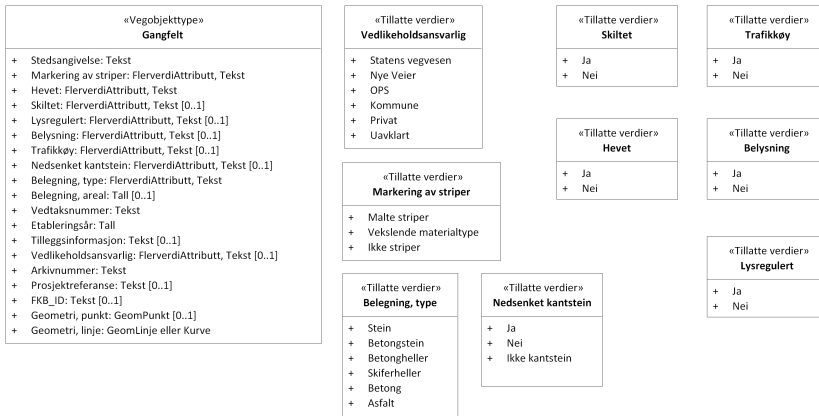 «Vegobjekttype»
Gangfelt
+ Stedsangivelse: Tekst
+ Markering av striper: FlerverdiAttributt, Tekst
+ Hevet: FlerverdiAttributt, Tekst
+ Skiltet: FlerverdiAttributt, Tekst [0..1]
+ Lysregulert: FlerverdiAttributt, Tekst [0..1]
+ Belysning: FlerverdiAttributt, Tekst [0..1]
+ Trafikkøy: FlerverdiAttributt, Tekst [0..1]
+ Nedsenket kantstein: FlerverdiAttributt, Tekst [0..1]
+ Belegning, type: FlerverdiAttributt, Tekst
+ Belegning, areal: Tall [0..1]
+ Vedtaksnummer: Tekst
+ Etableringsår: Tall
+ Tilleggsinformasjon: Tekst [0..1]
+ Vedlikeholdsansvarlig: FlerverdiAttributt, Tekst [0..1]
+ Arkivnummer: Tekst
+ Prosjektreferanse: Tekst [0..1]
+ FKB_ID: Tekst [0..1]
+ Geometri, punkt: GeomPunkt [0..1]
+ Geometri, linje: GeomLinje eller Kurve
«Tillatte verdier»
Vedlikeholdsansvarlig
+ Statens vegvesen
+ Nye Veier
+ OPS
+ Kommune
+ Privat
+ Uavklart
«Tillatte verdier»
Markering av striper
+ Malte striper
+ Vekslende materialtype
+ Ikke striper
«Tillatte verdier»
Belegning, type
+ Stein
+ Betongstein
+ Betongheller
+ Skiferheller
+ Betong
+ Asfalt
«Tillatte verdier»
Nedsenket kantstein
+ Ja
+ Nei
+ Ikke kantstein
«Tillatte verdier»
Skiltet
+ Ja
+ Nei
«Tillatte verdier»
Hevet
+ Ja
+ Nei
«Tillatte verdier»
Trafikkøy
+ Ja
+ Nei
«Tillatte verdier»
Belysning
+ Ja
+ Nei
«Tillatte verdier»
Lysregulert
+ Ja
+ Nei